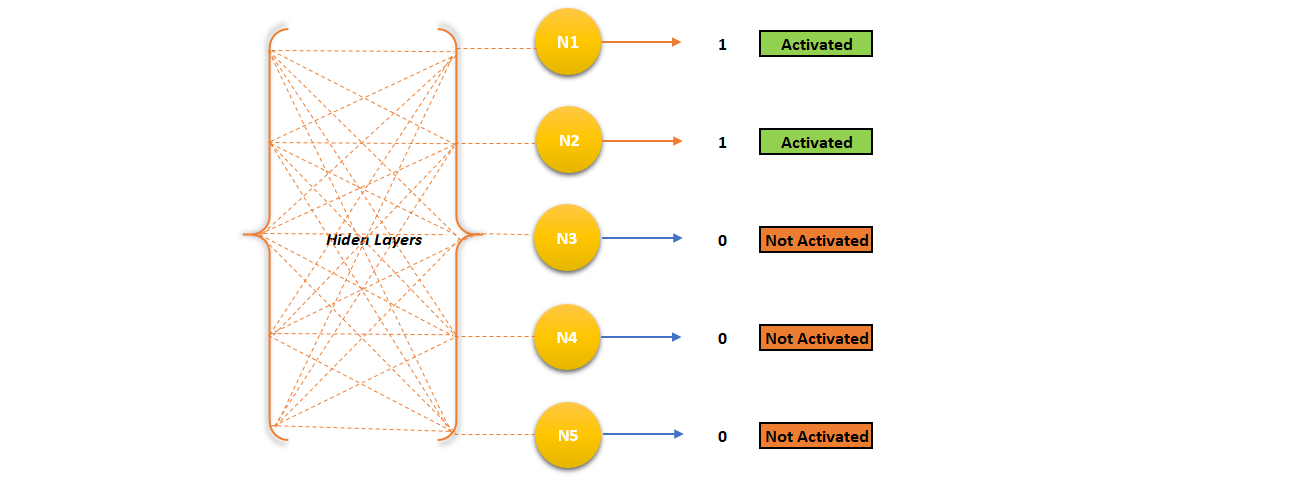 N1 1 Activated
N2 1 Activated
Hiden Layers N3 0 Not Activated
N4 0 Not Activated
N5 0 Not Activated